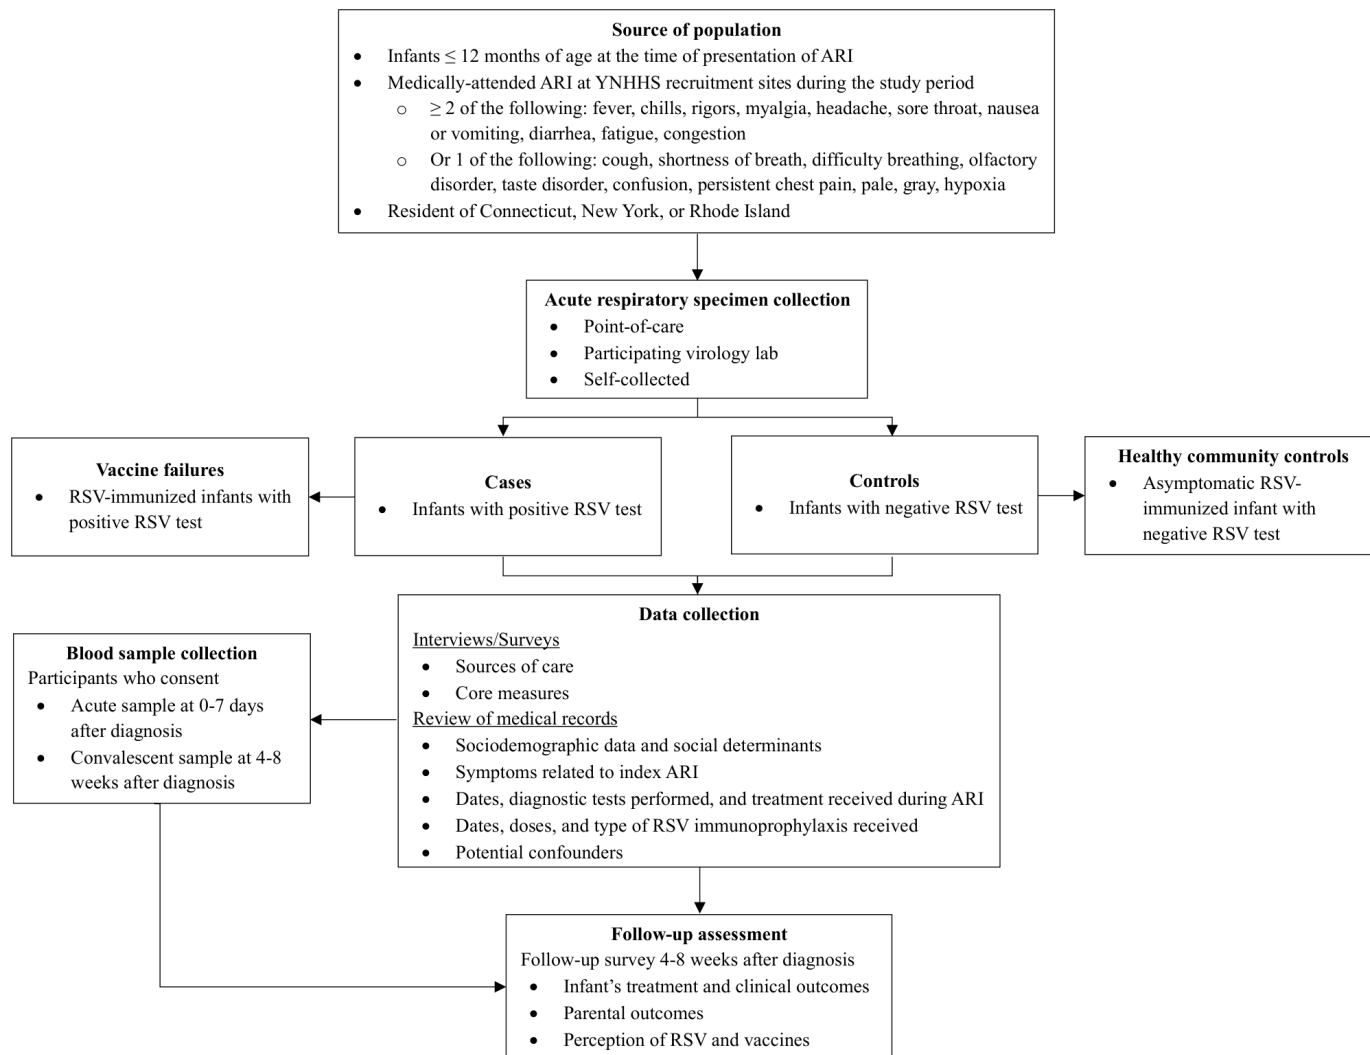 Source of population
• Infants ≤ 12 months of age at the time of presentation of ARI
• Medically-attended ARI at YNHHS recruitment sites during the study period
o ≥ 2 of the following: fever, chills, rigors, myalgia, headache, sore throat, nausea
or vomiting, diarrhea, fatigue, congestion
o Or 1 of the following: cough, shortness of breath, difficulty breathing, olfactory
disorder, taste disorder, confusion, persistent chest pain, pale, gray, hypoxia
• Resident of Connecticut, New York, or Rhode Island
Acute respiratory specimen collection
• Point-of-care
• Participating virology lab
• Self-collected
Vaccine failures
• RSV-immunized infants with
positive RSV test
Cases
• Infants with positive RSV test
Controls
• Infants with negative RSV test
Healthy community controls
• Asymptomatic RSV-
immunized infant with
negative RSV test
Data collection
Interviews/Surveys
• Sources of care
• Core measures
Review of medical records
• Sociodemographic data and social determinants
• Symptoms related to index ARI
• Dates, diagnostic tests performed, and treatment received during ARI
• Dates, doses, and type of RSV immunoprophylaxis received
• Potential confounders
Blood sample collection
Participants who consent
• Acute sample at 0-7 days
after diagnosis
• Convalescent sample at 4-8
weeks after diagnosis
Follow-up assessment
Follow-up survey 4-8 weeks after diagnosis
• Infant’s treatment and clinical outcomes
• Parental outcomes
• Perception of RSV and vaccines